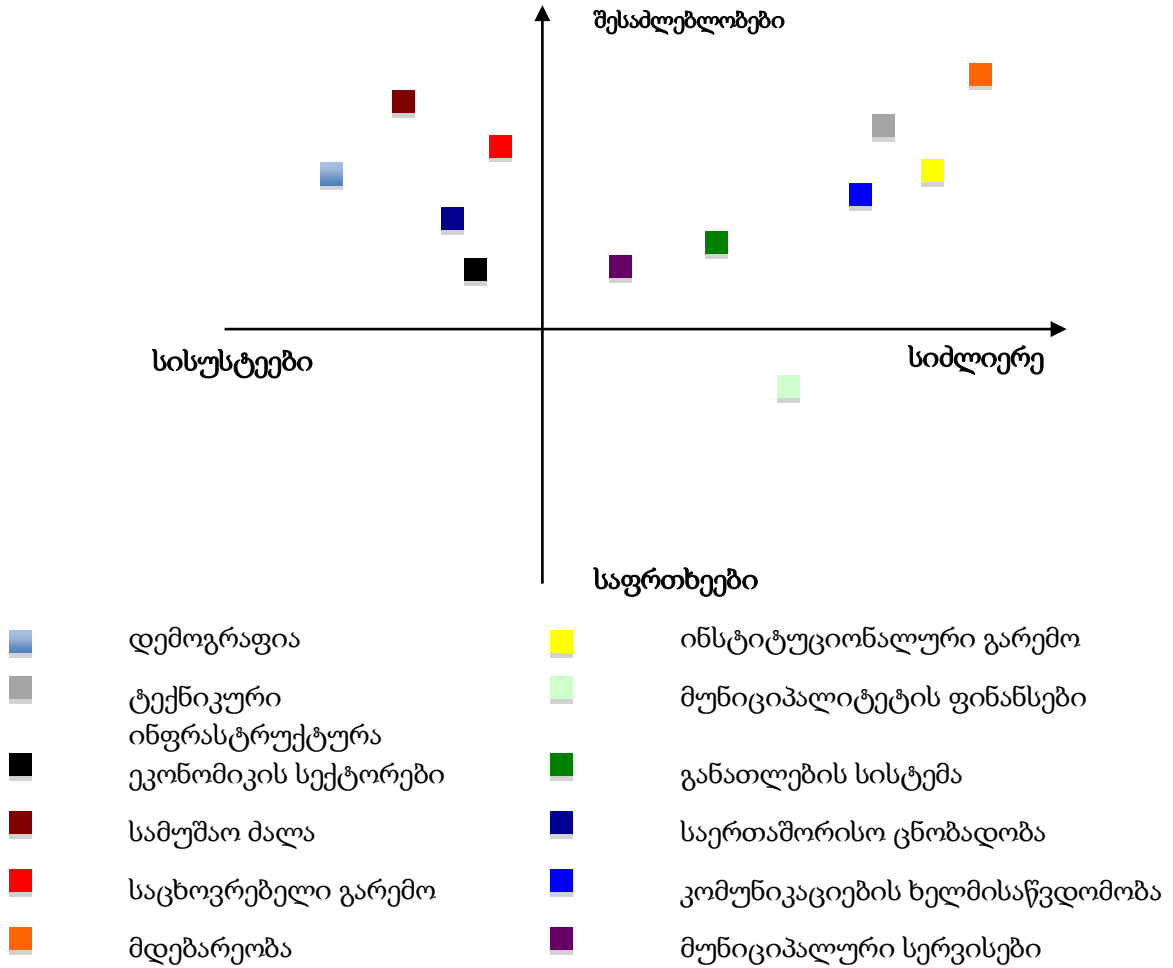 შესაძლებლობები
სისუსტეები
სიძლიერე
საფრთხეები
დემოგრაფია
ინსტიტუციონალური გარემო
ტექნიკური
ინფრასტრუქტურა
მუნიციპალიტეტის ფინანსები
ეკონომიკის სექტორები
განათლების სისტემა
სამუშაო ძალა
საერთაშორისო ცნობადობა
საცხოვრებელი გარემო
კომუნიკაციების ხელმისაწვდომობა
მდებარეობა
მუნიციპალური სერვისები